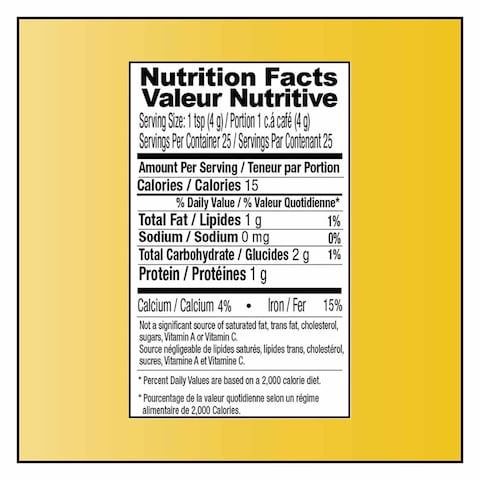 Nutrition Facts
Valeur Nutritive
Serving Size: 1 tsp (4 g) / Portion 1 c.á café (4 g)
Servings Per Container 25 / Servings Par Contenant 25
Amount Per Serving / Teneur par Portion
Calories / Calories 15
% Daily Value / % Valeur Quotidienne*
Total Fat / Lipides 1 g 1%
Sodium / Sodium 0 mg 0%
Total Carbohydrate / Glucides 2 g 1%
Protein / Protéines 1 g
Calcium / Calcium 4% • Iron / Fer 15%
Not a significant source of saturated fat, trans fat, cholesterol,
sugars, Vitamin A or Vitamin C.
Source négligeable de lipides saturés, lipides trans, cholestérol,
sucres, Vitamine A et Vitamine C.
* Percent Daily Values are based on a 2,000 calorie diet.
* Pourcentage de la valeur quotidienne selon un régime
alimentaire de 2,000 Calories.